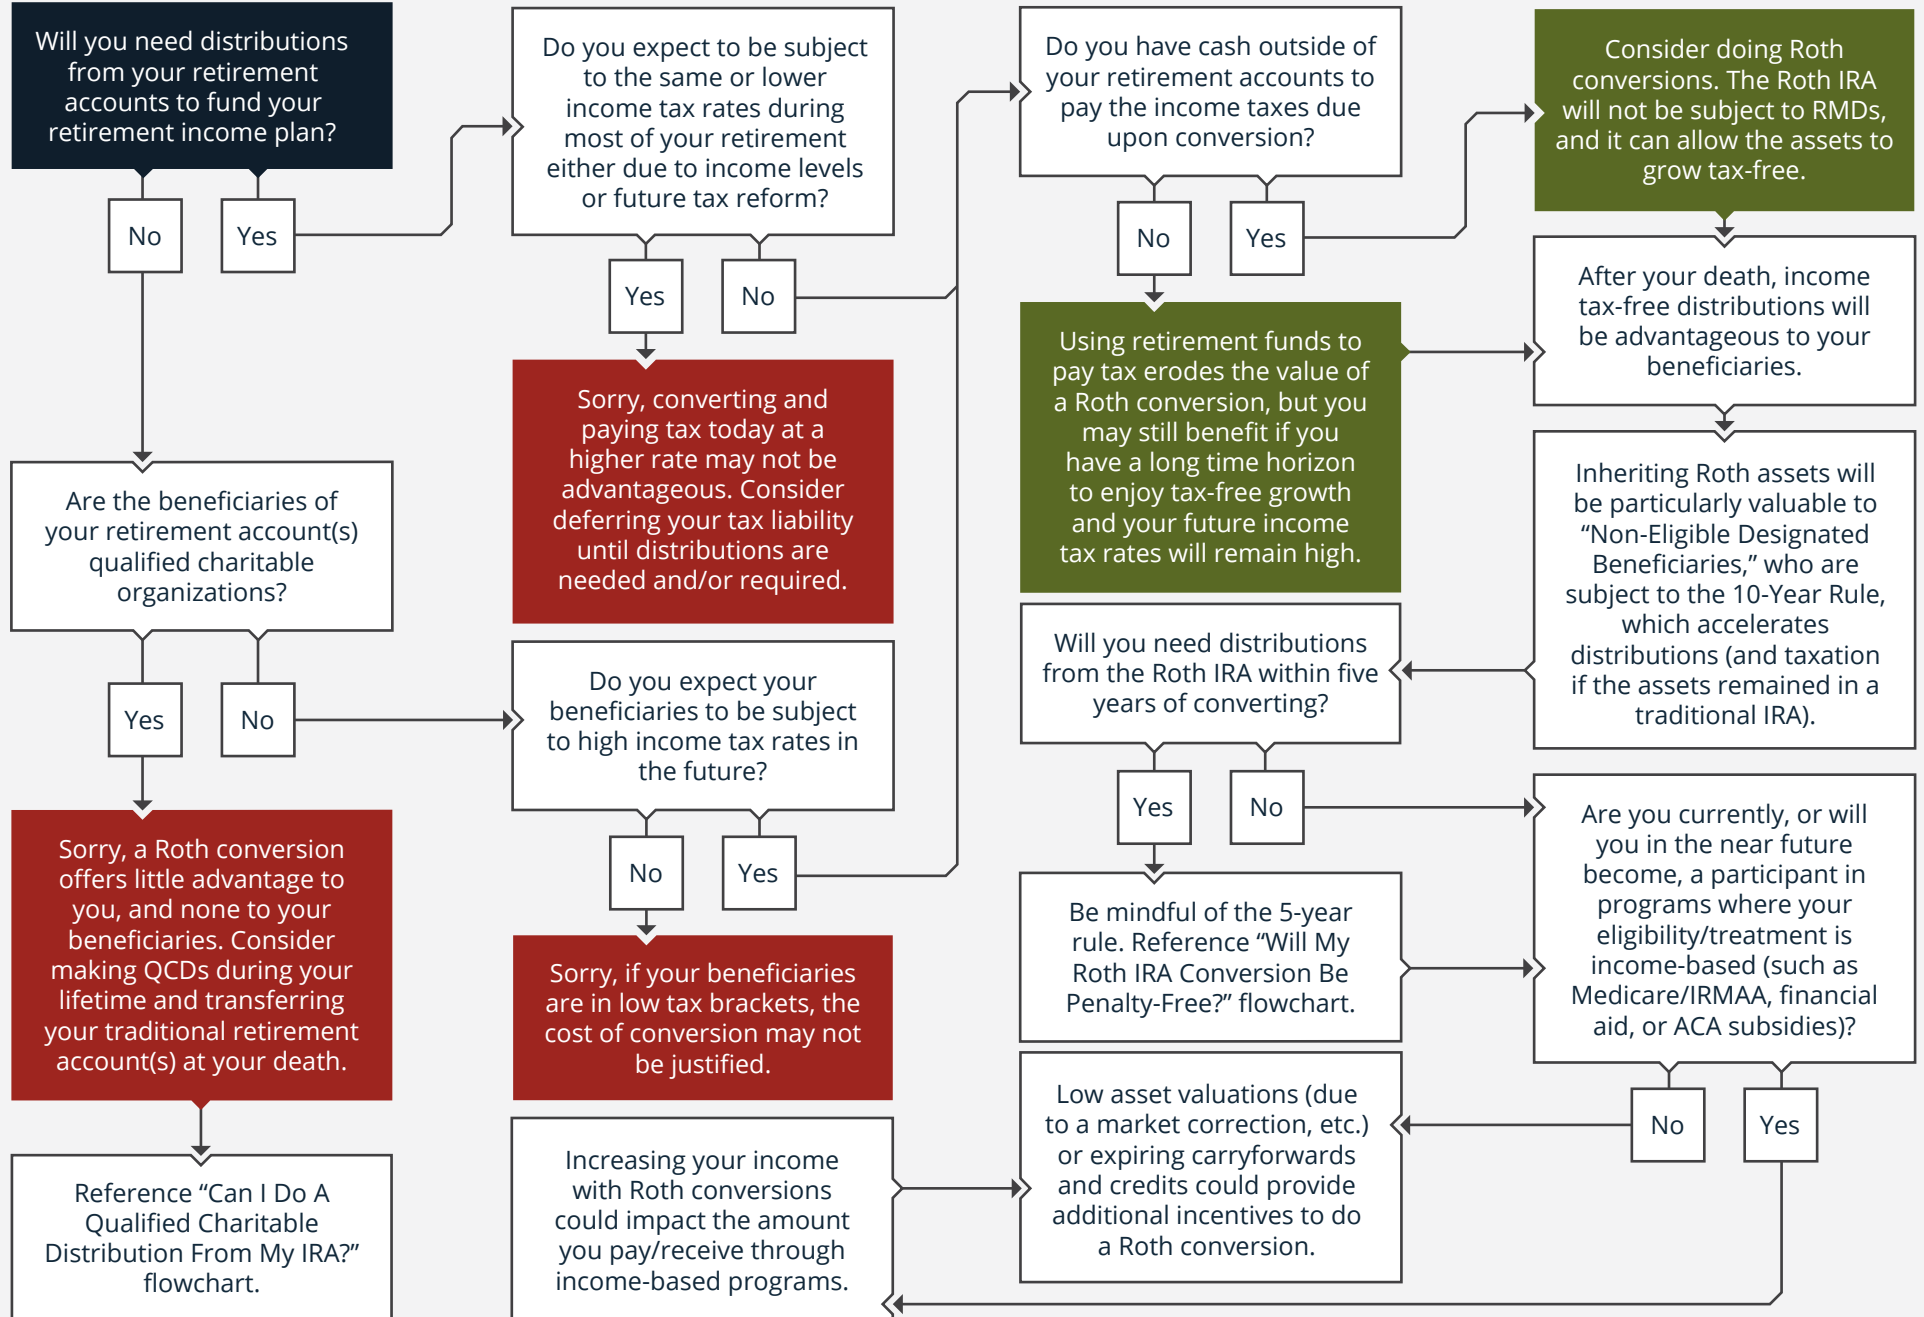 Will you need distributions
from your retirement
accounts to fund your
retirement income plan?
No
Yes
Do you expect to be subject
to the same or lower
income tax rates during
most of your retirement
either due to income levels
or future tax reform?
Yes
No
Sorry, converting and
paying tax today at a
higher rate may not be
advantageous. Consider
deferring your tax liability
until distributions are
needed and/or required.
Are the beneficiaries of
your retirement account(s)
qualified charitable
organizations?
Yes
No
Sorry, a Roth conversion
offers little advantage to
you, and none to your
beneficiaries. Consider
making QCDs during your
lifetime and transferring
your traditional retirement
account(s) at your death.
Reference “Can I Do A
Qualified Charitable
Distribution From My IRA?”
flowchart.
Do you expect your
beneficiaries to be subject
to high income tax rates in
the future?
No
Yes
Sorry, if your beneficiaries
are in low tax brackets, the
cost of conversion may not
be justified.
Do you have cash outside of
your retirement accounts to
pay the income taxes due
upon conversion?
No
Yes
Using retirement funds to
pay tax erodes the value of
a Roth conversion, but you
may still benefit if you
have a long time horizon
to enjoy tax-free growth
and your future income
tax rates will remain high.
Consider doing Roth
conversions. The Roth IRA
will not be subject to RMDs,
and it can allow the assets to
grow tax-free.
After your death, income
tax-free distributions will
be advantageous to your
beneficiaries.
Inheriting Roth assets will
be particularly valuable to
“Non-Eligible Designated
Beneficiaries,” who are
subject to the 10-Year Rule,
which accelerates
distributions (and taxation
if the assets remained in a
traditional IRA).
Will you need distributions
from the Roth IRA within five
years of converting?
Yes
No
Be mindful of the 5-year
rule. Reference “Will My
Roth IRA Conversion Be
Penalty-Free?” flowchart.
Are you currently, or will
you in the near future
become, a participant in
programs where your
eligibility/treatment is
income-based (such as
Medicare/IRMAA, financial
aid, or ACA subsidies)?
No
Yes
Increasing your income
with Roth conversions
could impact the amount
you pay/receive through
income-based programs.
Low asset valuations (due
to a market correction, etc.)
or expiring carryforwards
and credits could provide
additional incentives to do
a Roth conversion.